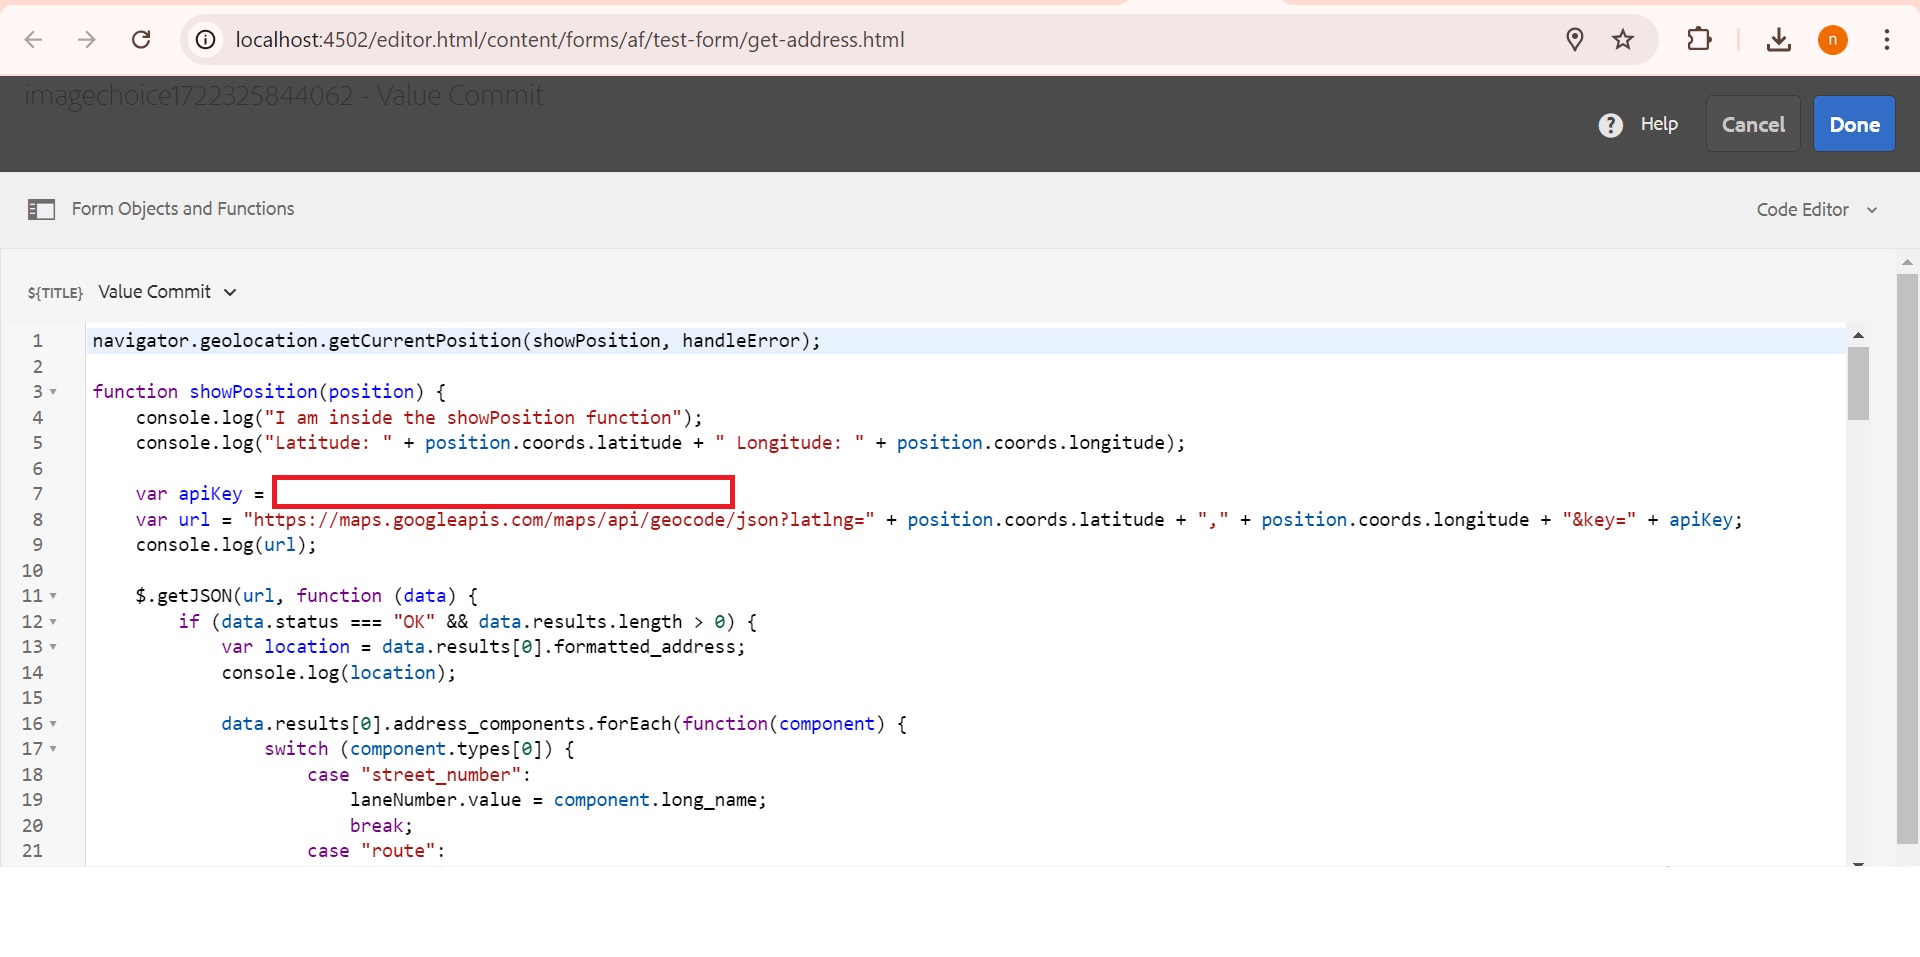 localhost:4502/editor.html/content/forms/af/test-form/get-address.html
n
imagechoice1722325844062 - Value Commit
? Help Cancel Done
Form Objects and Functions Code Editor
${TITLE} Value Commit
1 navigator.geolocation.getCurrentPosition(showPosition, handleError);
2
3 function showPosition(position) {
4 console.log("I am inside the showPosition function");
5 console.log("Latitude: " + position.coords.latitude + " Longitude: " + position.coords.longitude);
6
7 var apiKey =
8 var url = "https://maps.googleapis.com/maps/api/geocode/json?latlng=" + position.coords.latitude + "," + position.coords.longitude + "&key=" + apiKey;
9 console.log(url);
10
11 $.getJSON(url, function (data) {
12 if (data.status === "OK" && data.results.length > 0) {
13 var location = data.results[0].formatted_address;
14 console.log(location);
15
16 data.results[0].address_components.forEach(function(component) {
17 switch (component.types[0]) {
18 case "street_number":
19 laneNumber.value = component.long_name;
20 break;
21 case "route":